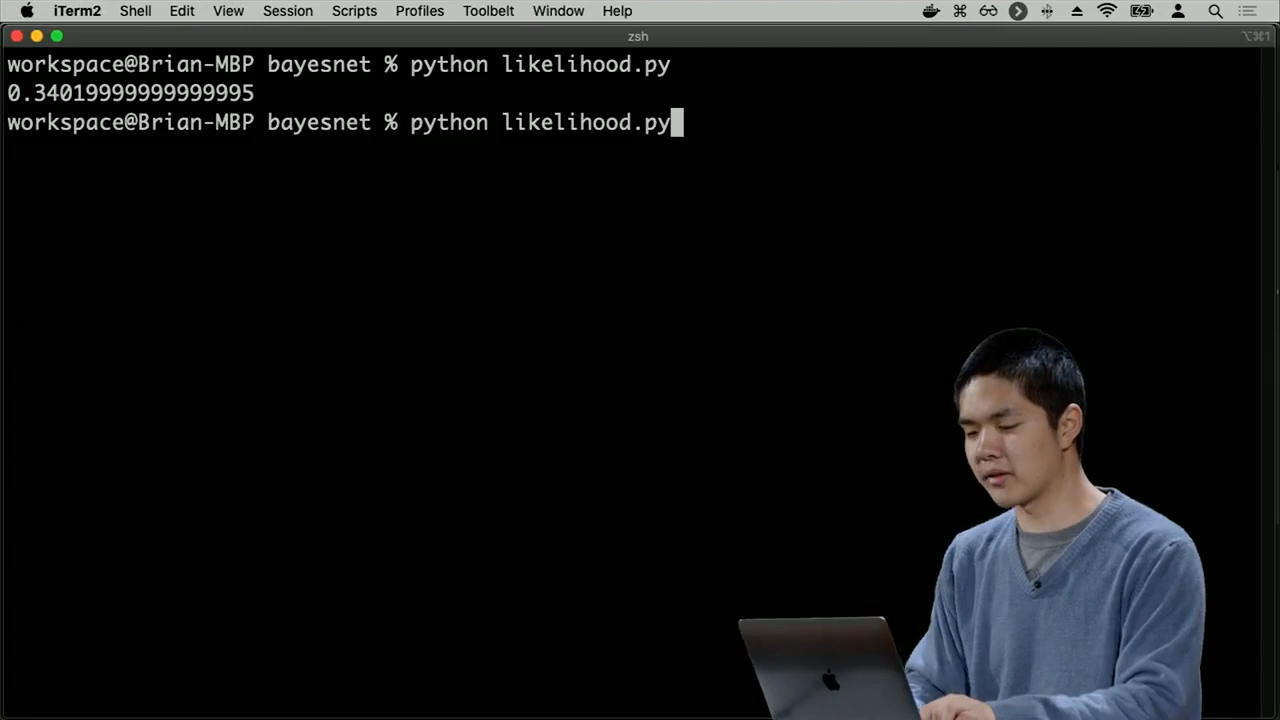 iTerm2 Shell Edit View Session Scripts Profiles Toolbelt Window Help
zsh
⌥⌘1
workspace@Brian-MBP bayesnet % python likelihood.py
0.34019999999999995
workspace@Brian-MBP bayesnet % python likelihood.py